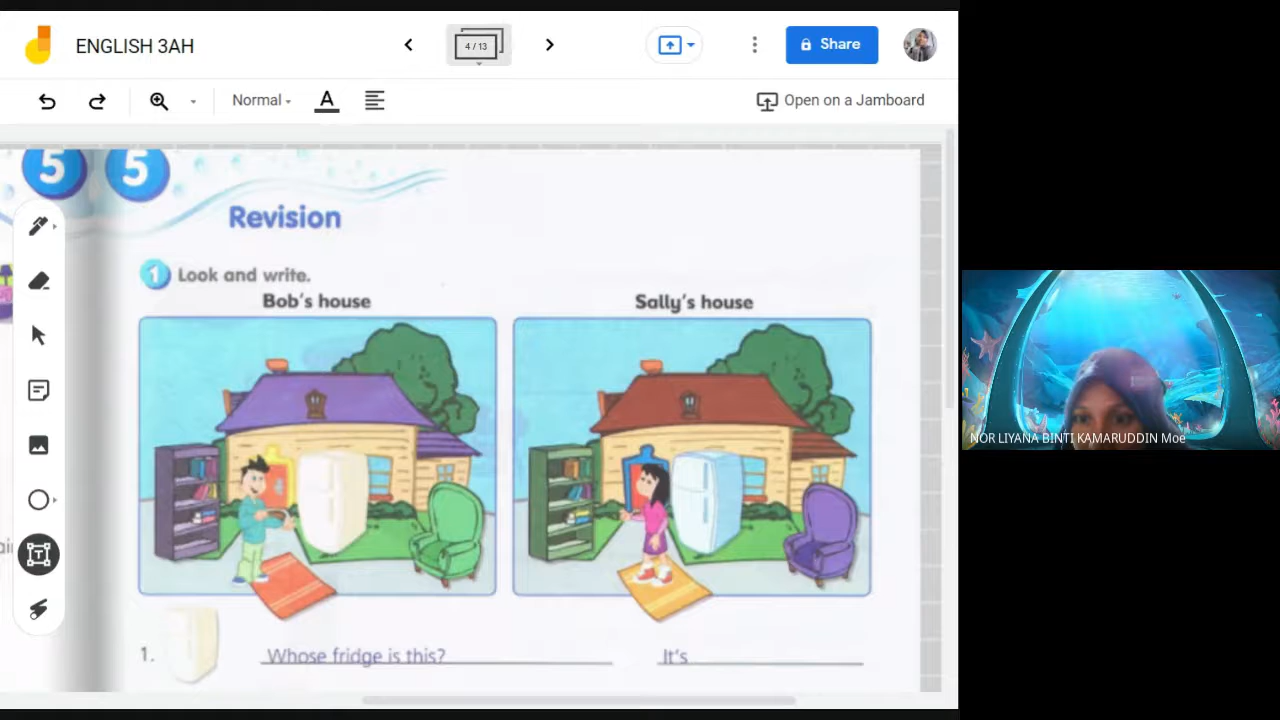 ENGLISH 3AH
4 / 13
Share
Normal
A
Open on a Jamboard
5 5
Revision
1 Look and write.
Bob's house
Sally's house
1. Whose fridge is this? It's
NOR LIYANA BINTI KAMARUDDIN Moe